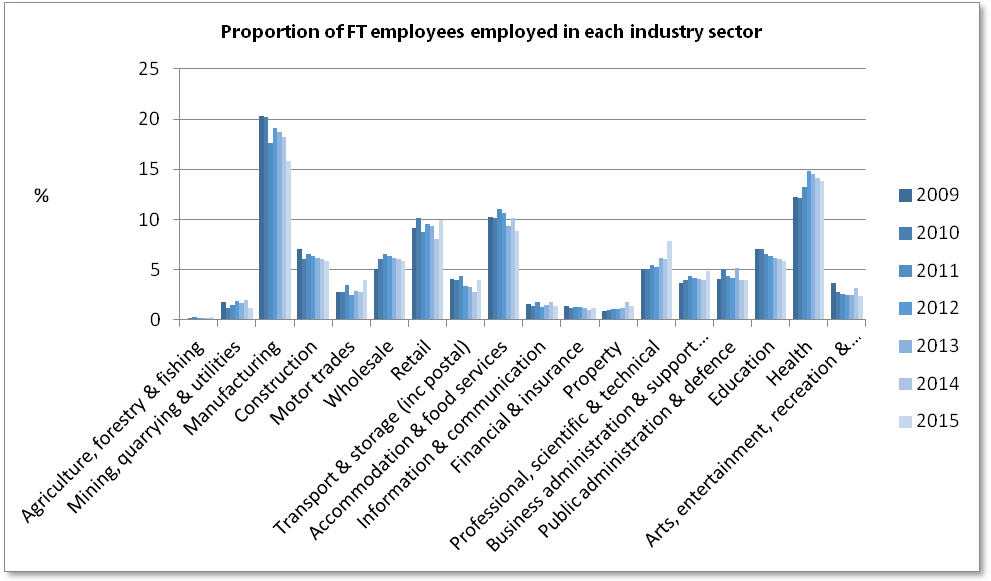 Proportion of FT employees employed in each industry sector
25
20
15
10
5
0
%
Agriculture, forestry & fishing
Mining, quarrying & utilities
Manufacturing
Construction
Motor trades
Wholesale
Retail
Transport & storage (inc postal)
Accommodation & food services
Information & communication
Financial & insurance
Property
Professional, scientific & technical
Business administration & support...
Public administration & defence
Education
Health
Arts, entertainment, recreation &...
2009
2010
2011
2012
2013
2014
2015